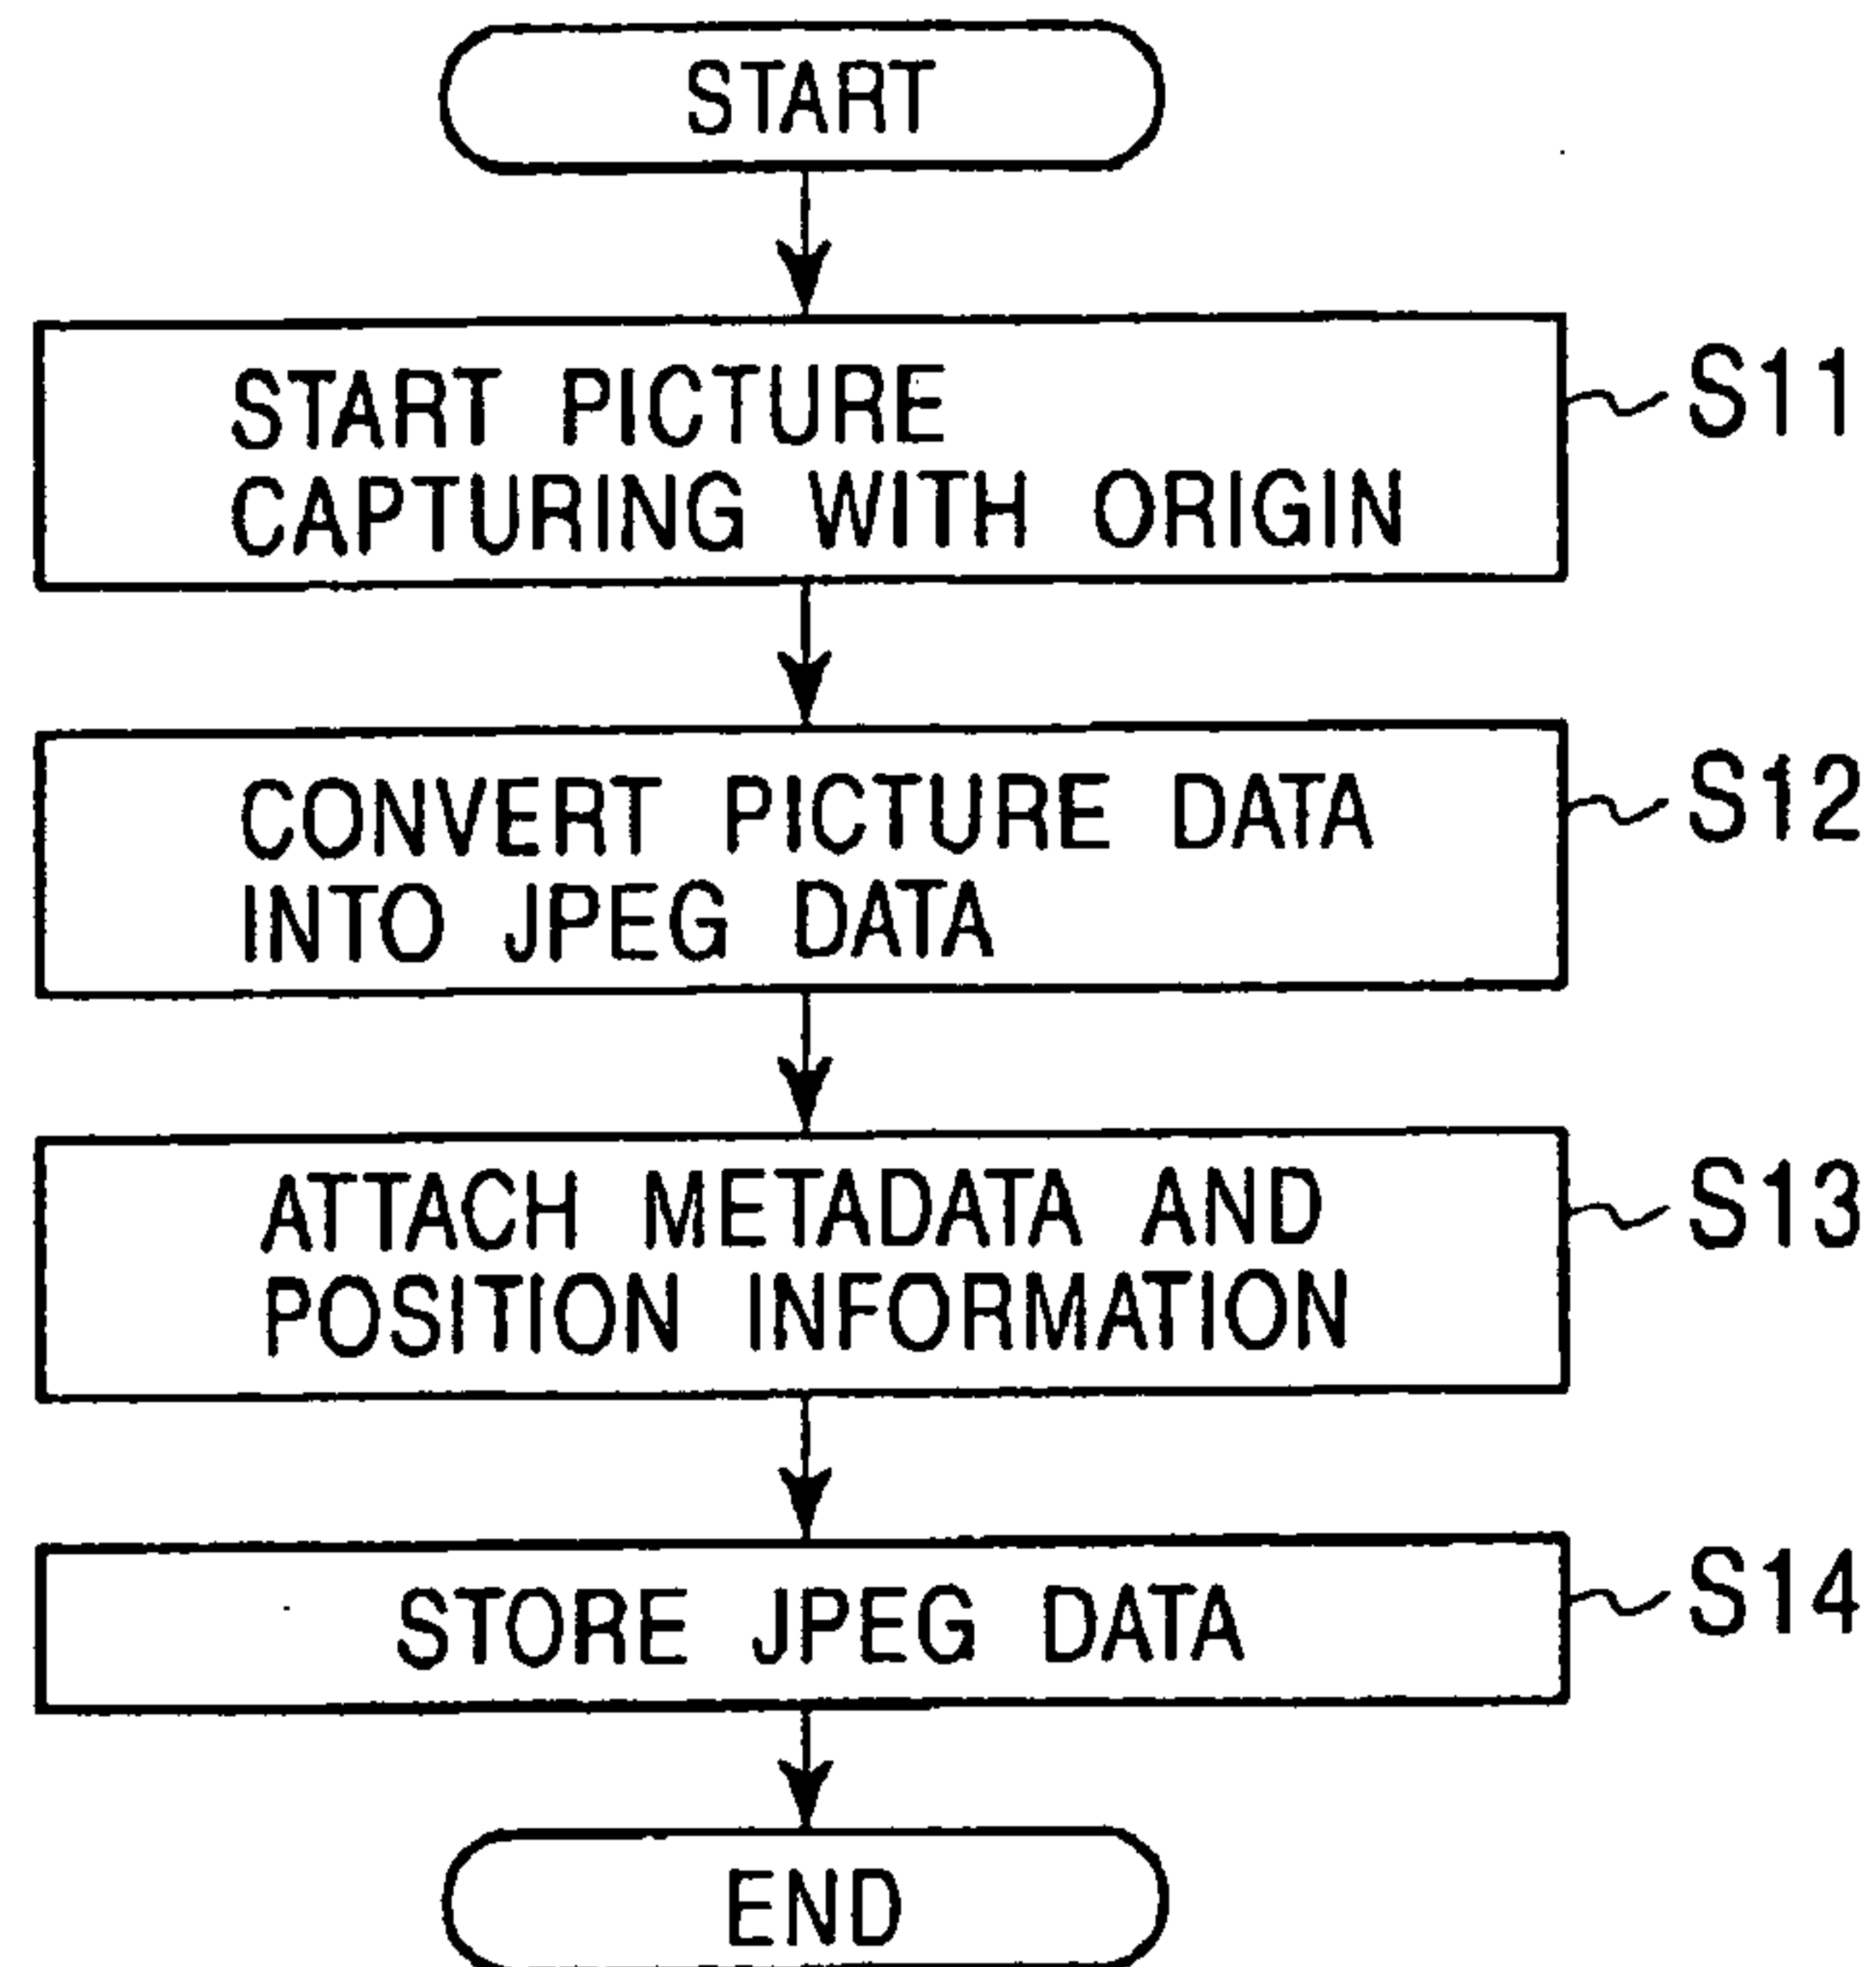 START
START PICTURE
CAPTURING WITH ORIGIN
S11
CONVERT PICTURE DATA
INTO JPEG DATA
S12
ATTACH METADATA AND
POSITION INFORMATION
S13
STORE JPEG DATA
S14
END